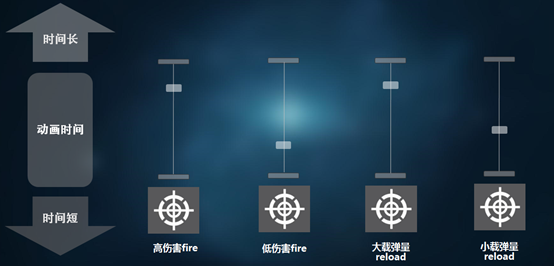 时间长
动画时间
时间短
高伤害fire
低伤害fire
大载弹量
reload
小载弹量
reload